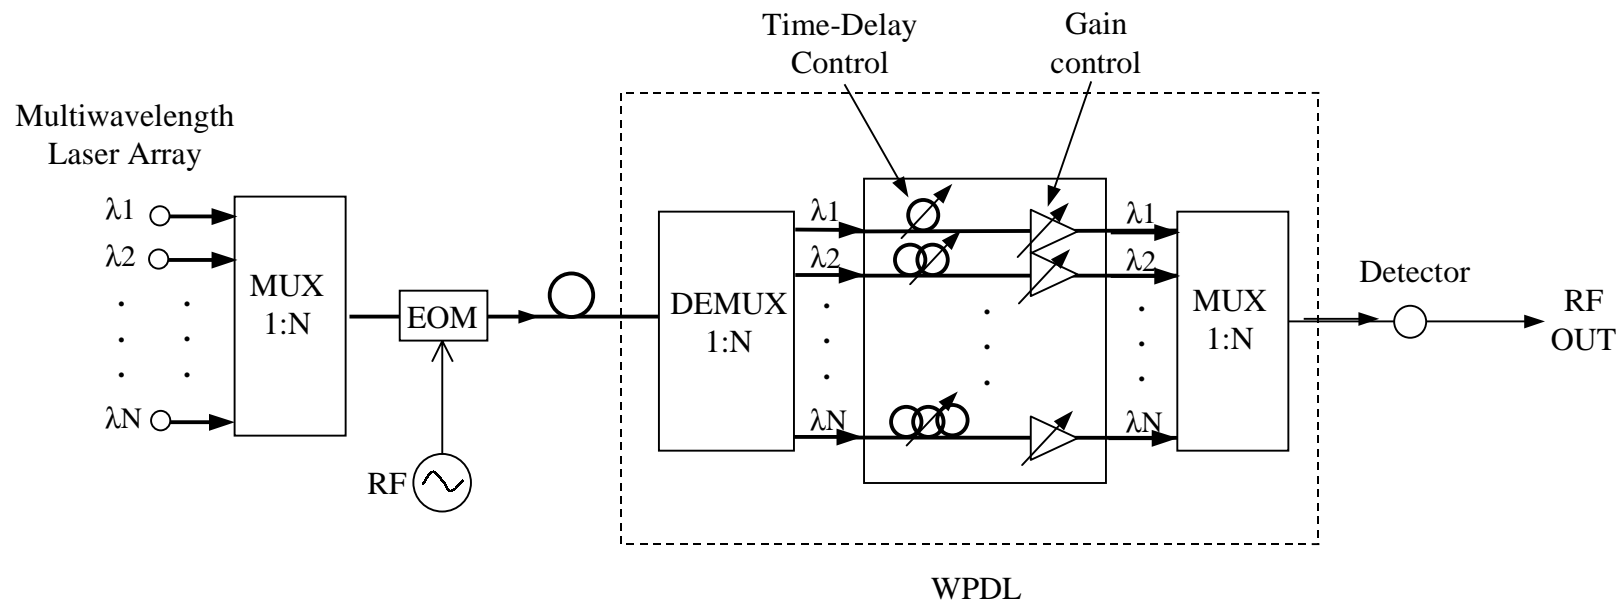 Time-Delay
Control
Gain
control
Multiwavelength
Laser Array
λ1
λ2
λN
MUX
1:N
EOM
RF
DEMUX
1:N
λ1
λ2
λN
λ1
λ2
λN
MUX
1:N
Detector
RF
OUT
WPDL